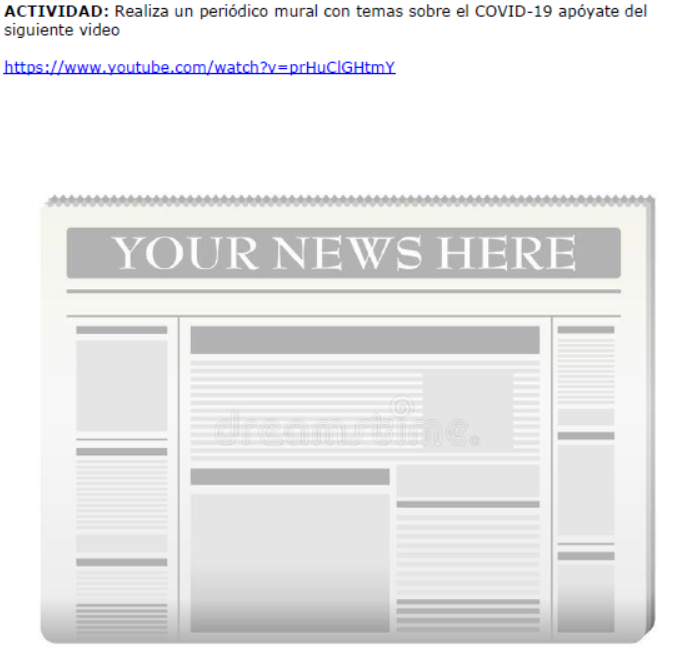 ACTIVIDAD: Realiza un periódico mural con temas sobre el COVID-19 apóyate del
siguiente video
https://www.youtube.com/watch?v=prHuClGHtmY
YOUR NEWS HERE
dreamstime.